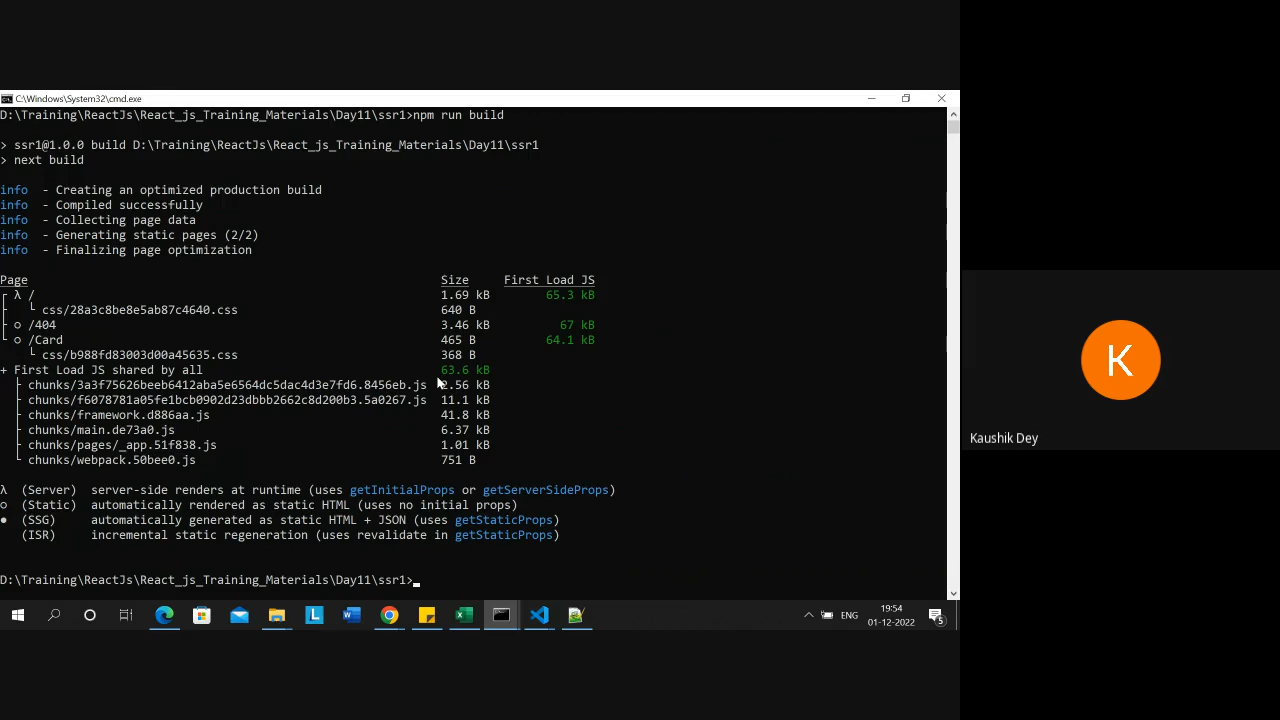 C:\Windows\System32\cmd.exe
D:\Training\ReactJs\React_js_Training_Materials\Day11\ssr1>npm run build
> ssr1@1.0.0 build D:\Training\ReactJs\React_js_Training_Materials\Day11\ssr1
> next build
info - Creating an optimized production build
info - Compiled successfully
info - Collecting page data
info - Generating static pages (2/2)
info - Finalizing page optimization
Page Size First Load JS
┌ λ / 1.69 kB 65.3 kB
├ └ css/28a3c8be8e5ab87c4640.css 640 B
├ ○ /404 3.46 kB 67 kB
└ ○ /Card 465 B 64.1 kB
└ css/b988fd83003d00a45635.css 368 B
+ First Load JS shared by all 63.6 kB
├ chunks/3a3f75626beeb6412aba5e6564dc5dac4d3e7fd6.8456eb.js 2.56 kB
├ chunks/f6078781a05fe1bcb0902d23dbbb2662c8d200b3.5a0267.js 11.1 kB
├ chunks/framework.d886aa.js 41.8 kB
├ chunks/main.de73a0.js 6.37 kB
├ chunks/pages/_app.51f838.js 1.01 kB
└ chunks/webpack.50bee0.js 751 B
λ (Server) server-side renders at runtime (uses getInitialProps or getServerSideProps)
○ (Static) automatically rendered as static HTML (uses no initial props)
● (SSG) automatically generated as static HTML + JSON (uses getStaticProps)
(ISR) incremental static regeneration (uses revalidate in getStaticProps)
D:\Training\ReactJs\React_js_Training_Materials\Day11\ssr1>
K
Kaushik Dey
L
ENG
19:54
01-12-2022
5